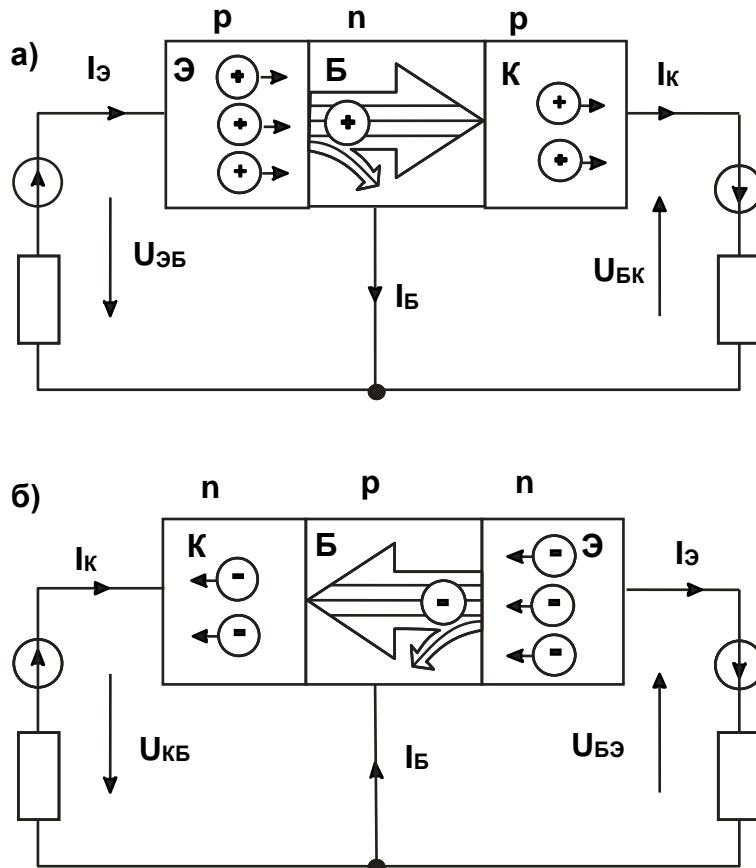 p n p
а)
Э Б К
IЭ IК
+ + + + + +
UЭБ UБК
IБ
n p n
б)
К Б Э
IК IЭ
- - - - - -
UКБ UБЭ
IБ